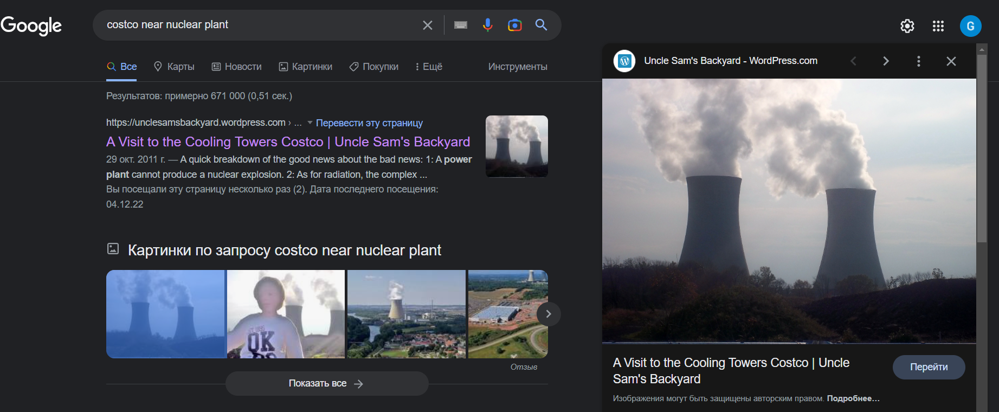 Google
costco near nuclear plant
G
Все
Карты
Новости
Картинки
Покупки
Ещё
Инструменты
Результатов: примерно 671 000 (0,51 сек.)
https://unclesamsbackyard.wordpress.com › ...
Перевести эту страницу
A Visit to the Cooling Towers Costco | Uncle Sam's Backyard
29 окт. 2011 г. — A quick breakdown of the good news about the bad news: 1: A power
plant cannot produce a nuclear explosion. 2: As for radiation, the complex ...
Вы посещали эту страницу несколько раз (2). Дата последнего посещения:
04.12.22
Картинки по запросу costco near nuclear plant
QK
Отзыв
Показать все
Uncle Sam's Backyard - WordPress.com
A Visit to the Cooling Towers Costco | Uncle
Sam's Backyard
Перейти
Изображения могут быть защищены авторским правом. Подробнее…